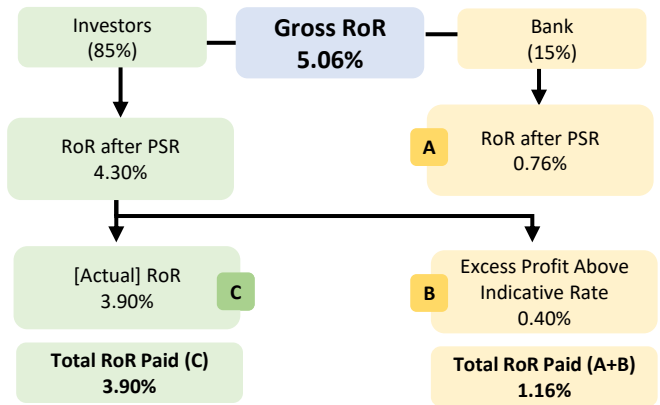 Investors
(85%)
Gross RoR
5.06%
Bank
(15%)
RoR after PSR
4.30%
A
RoR after PSR
0.76%
[Actual] RoR
3.90%
C
B
Excess Profit Above
Indicative Rate
0.40%
Total RoR Paid (C)
3.90%
Total RoR Paid (A+B)
1.16%